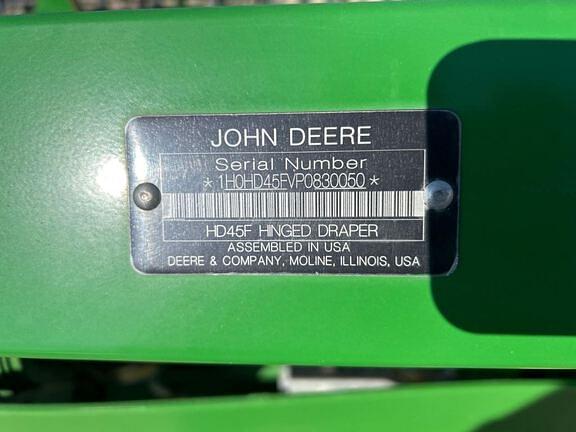 JOHN DEERE
Serial Number
*1H0HD45FVP0830050*
HD45F HINGED DRAPER
ASSEMBLED IN USA
DEERE & COMPANY, MOLINE, ILLINOIS, USA